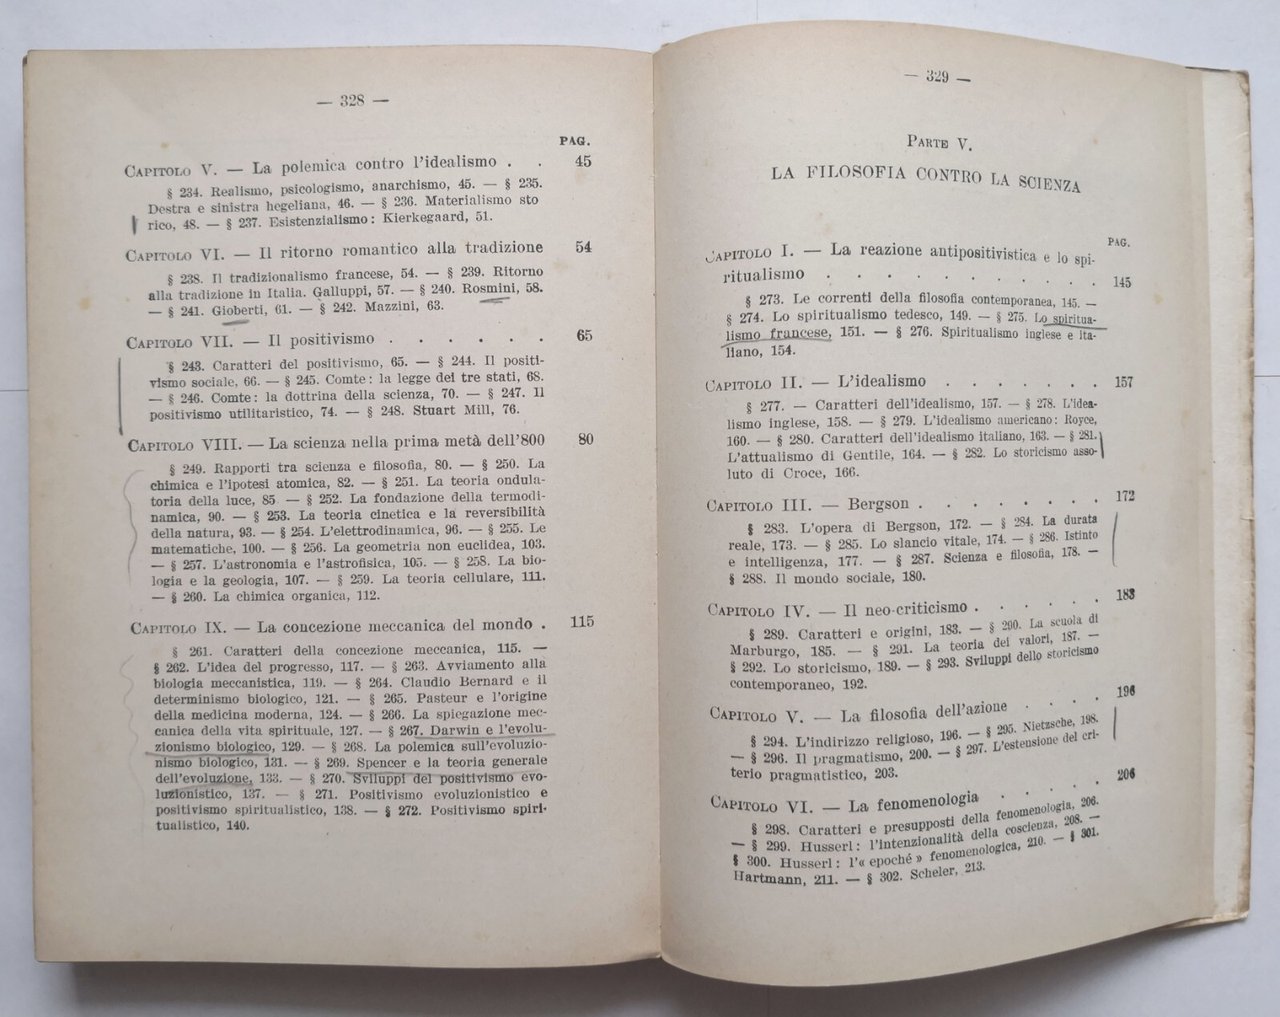 — 328 —
PAG.
CAPITOLO V. — La polemica contro l'idealismo . . 45
§ 234. Realismo, psicologismo, anarchismo, 45. — § 235.
Destra e sinistra hegeliana, 46. — § 236. Materialismo sto
rico, 48. — § 237. Esistenzialismo: Kierkegaard, 51.
CAPITOLO VI. — Il ritorno romantico alla tradizione 54
§ 238. Il tradizionalismo francese, 54. — § 239. Ritorno
alla tradizione in Italia. Galluppi, 57. — § 240. Rosmini, 58.
— § 241. Gioberti, 61. — § 242. Mazzini, 63.
CAPITOLO VII. — Il positivismo . . . . . . 65
§ 243. Caratteri del positivismo, 65. — § 244. Il positi-
vismo sociale, 66. — § 245. Comte: la legge dei tre stati, 68.
— § 246. Comte: la dottrina della scienza, 70. — § 247. Il
positivismo utilitaristico, 74. — § 248. Stuart Mill, 76.
CAPITOLO VIII. — La scienza nella prima metà dell'800 80
§ 249. Rapporti tra scienza e filosofia, 80. — § 250. La
chimica e l'ipotesi atomica, 82. — § 251. La teoria ondula-
toria della luce, 85 — § 252. La fondazione della termodi-
namica, 90. — § 253. La teoria cinetica e la reversibilità
della natura, 93. — § 254. L'elettrodinamica, 96. — § 255. Le
matematiche, 100. — § 256. La geometria non euclidea, 103.
— § 257. L'astronomia e l'astrofisica, 105. — § 258. La bio-
logia e la geologia, 107. — § 259. La teoria cellulare, 111.
— § 260. La chimica organica, 112.
CAPITOLO IX. — La concezione meccanica del mondo . 115
§ 261. Caratteri della concezione meccanica, 115. —
§ 262. L'idea del progresso, 117. — § 263. Avviamento alla
biologia meccanistica, 119. — § 264. Claudio Bernard e il
determinismo biologico, 121. — § 265. Pasteur e l'origine
della medicina moderna, 124. — § 266. La spiegazione mec-
canica della vita spirituale, 127. — § 267. Darwin e l'evolu-
zionismo biologico, 129. — § 268. La polemica sull'evoluzio-
nismo biologico, 131. — § 269. Spencer e la teoria generale
dell'evoluzione, 133. — § 270. Sviluppi del positivismo evo-
luzionistico, 137. — § 271. Positivismo evoluzionistico e
positivismo spiritualistico, 138. — § 272. Positivismo spiri-
tualistico, 140.
— 329 —
PARTE V.
LA FILOSOFIA CONTRO LA SCIENZA
PAG.
CAPITOLO I. — La reazione antipositivistica e lo spi-
ritualismo . . . . . . . . . 145
§ 273. Le correnti della filosofia contemporanea, 145. —
§ 274. Lo spiritualismo tedesco, 149. — § 275. Lo spiritua-
lismo francese, 151. — § 276. Spiritualismo inglese e ita-
liano, 154.
CAPITOLO II. — L'idealismo . . . . . . . 157
§ 277. — Caratteri dell'idealismo, 157. — § 278. L'idea-
lismo inglese, 158. — § 279. L'idealismo americano: Royce,
160. — § 280. Caratteri dell'idealismo italiano, 163. — § 281.
L'attualismo di Gentile, 164. — § 282. Lo storicismo asso-
luto di Croce, 166.
CAPITOLO III. — Bergson . . . . . . . . 172
§ 283. L'opera di Bergson, 172. — § 284. La durata
reale, 173. — § 285. Lo slancio vitale, 174. — § 286. Istinto
e intelligenza, 177. — § 287. Scienza e filosofia, 178. —
§ 288. Il mondo sociale, 180.
CAPITOLO IV. — Il neo-criticismo . . . . . . 183
§ 289. Caratteri e origini, 183. — § 290. La scuola di
Marburgo, 185. — § 291. La teoria dei valori, 187. —
§ 292. Lo storicismo, 189. — § 293. Sviluppi dello storicismo
contemporaneo, 192.
CAPITOLO V. — La filosofia dell'azione . . . . 196
§ 294. L'indirizzo religioso, 196. — § 295. Nietzsche, 198.
— § 296. Il pragmatismo, 200. — § 297. L'estensione del cri-
terio pragmatistico, 203.
CAPITOLO VI. — La fenomenologia . . . . . 206
§ 298. Caratteri e presupposti della fenomenologia, 206.
— § 299. Husserl: l'intenzionalità della coscienza, 208. —
§ 300. Husserl: l'« epoché » fenomenologica, 210. — § 301.
Hartmann, 211. — § 302. Scheler, 213.